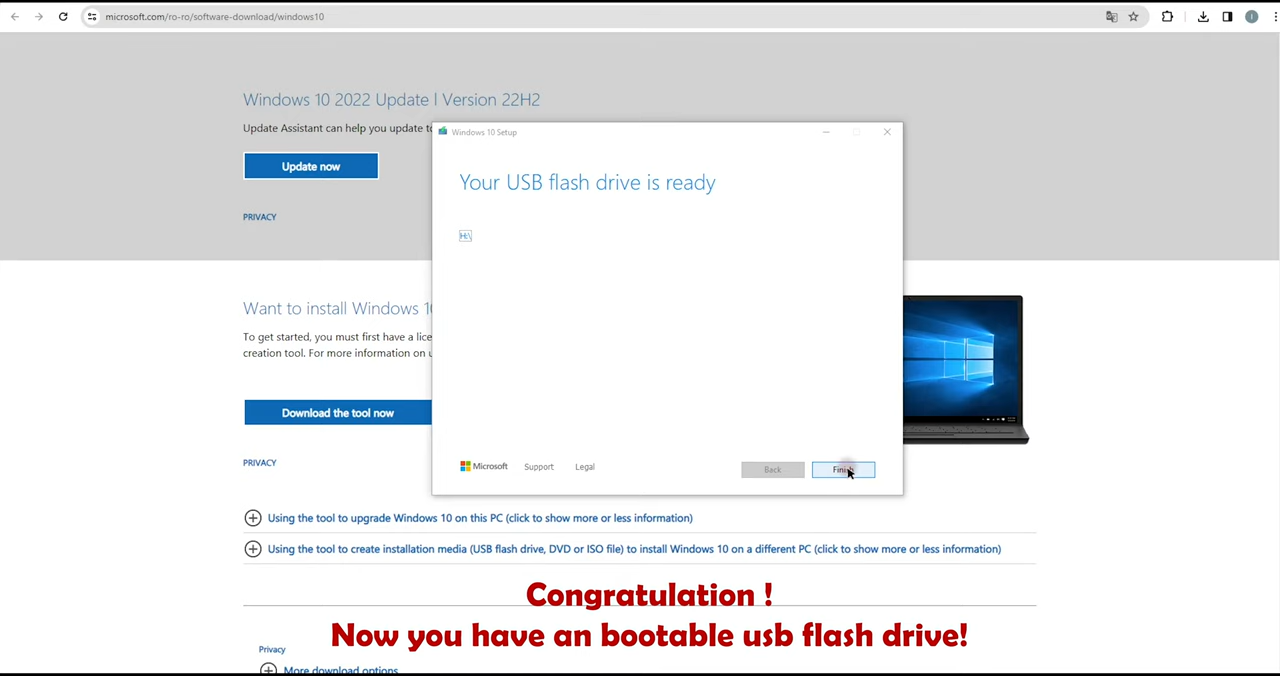 microsoft.com/ro-ro/software-download/windows10
Windows 10 2022 Update | Version 22H2
Update Assistant can help you update to
Update now
PRIVACY
Windows 10 Setup
Your USB flash drive is ready
H:\
Microsoft
Support
Legal
Back
Finish
Want to install Windows 10
To get started, you must first have a lice
creation tool. For more information on
Download the tool now
PRIVACY
Using the tool to upgrade Windows 10 on this PC (click to show more or less information)
Using the tool to create installation media (USB flash drive, DVD or ISO file) to install Windows 10 on a different PC (click to show more or less information)
Congratulation !
Now you have an bootable usb flash drive!
Privacy
More download options